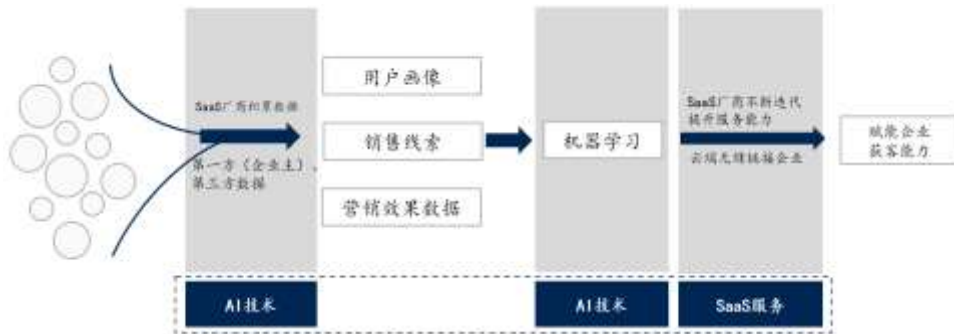 SaaS厂商积累数据
第一方（企业主）、
第三方数据
用户画像
销售线索
营销效果数据
机器学习
SaaS厂商不断迭代
提升服务能力
云端无缝链接企业
赋能企业
获客能力
AI技术
AI技术
SaaS服务